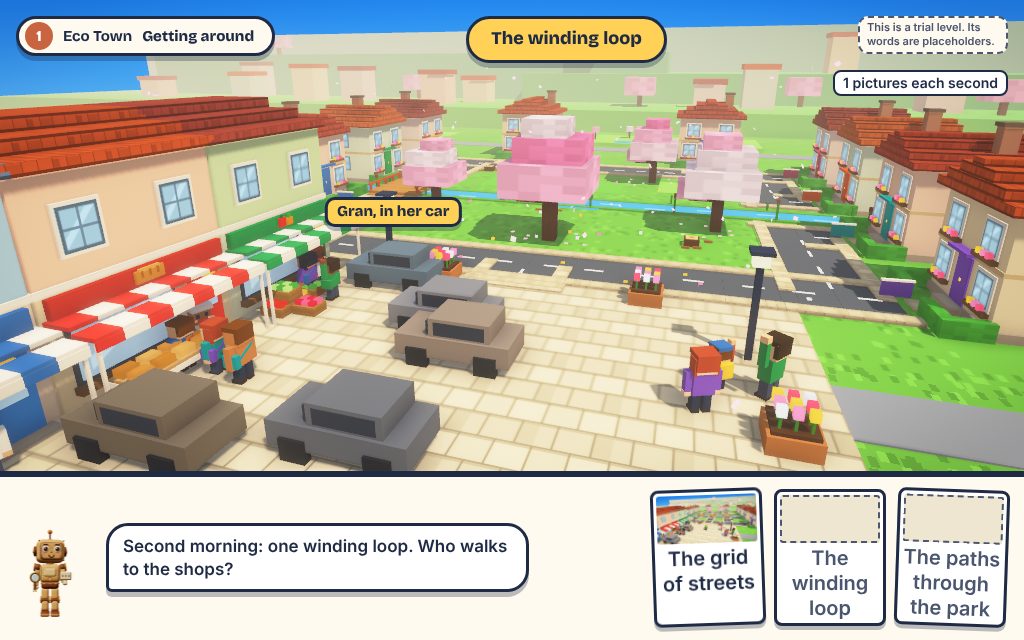 1 Eco Town Getting around
The winding loop
This is a trial level. Its
words are placeholders.
1 pictures each second
Gran, in her car
Second morning: one winding loop. Who walks
to the shops?
The grid
of streets
The
winding
loop
The paths
through
the park